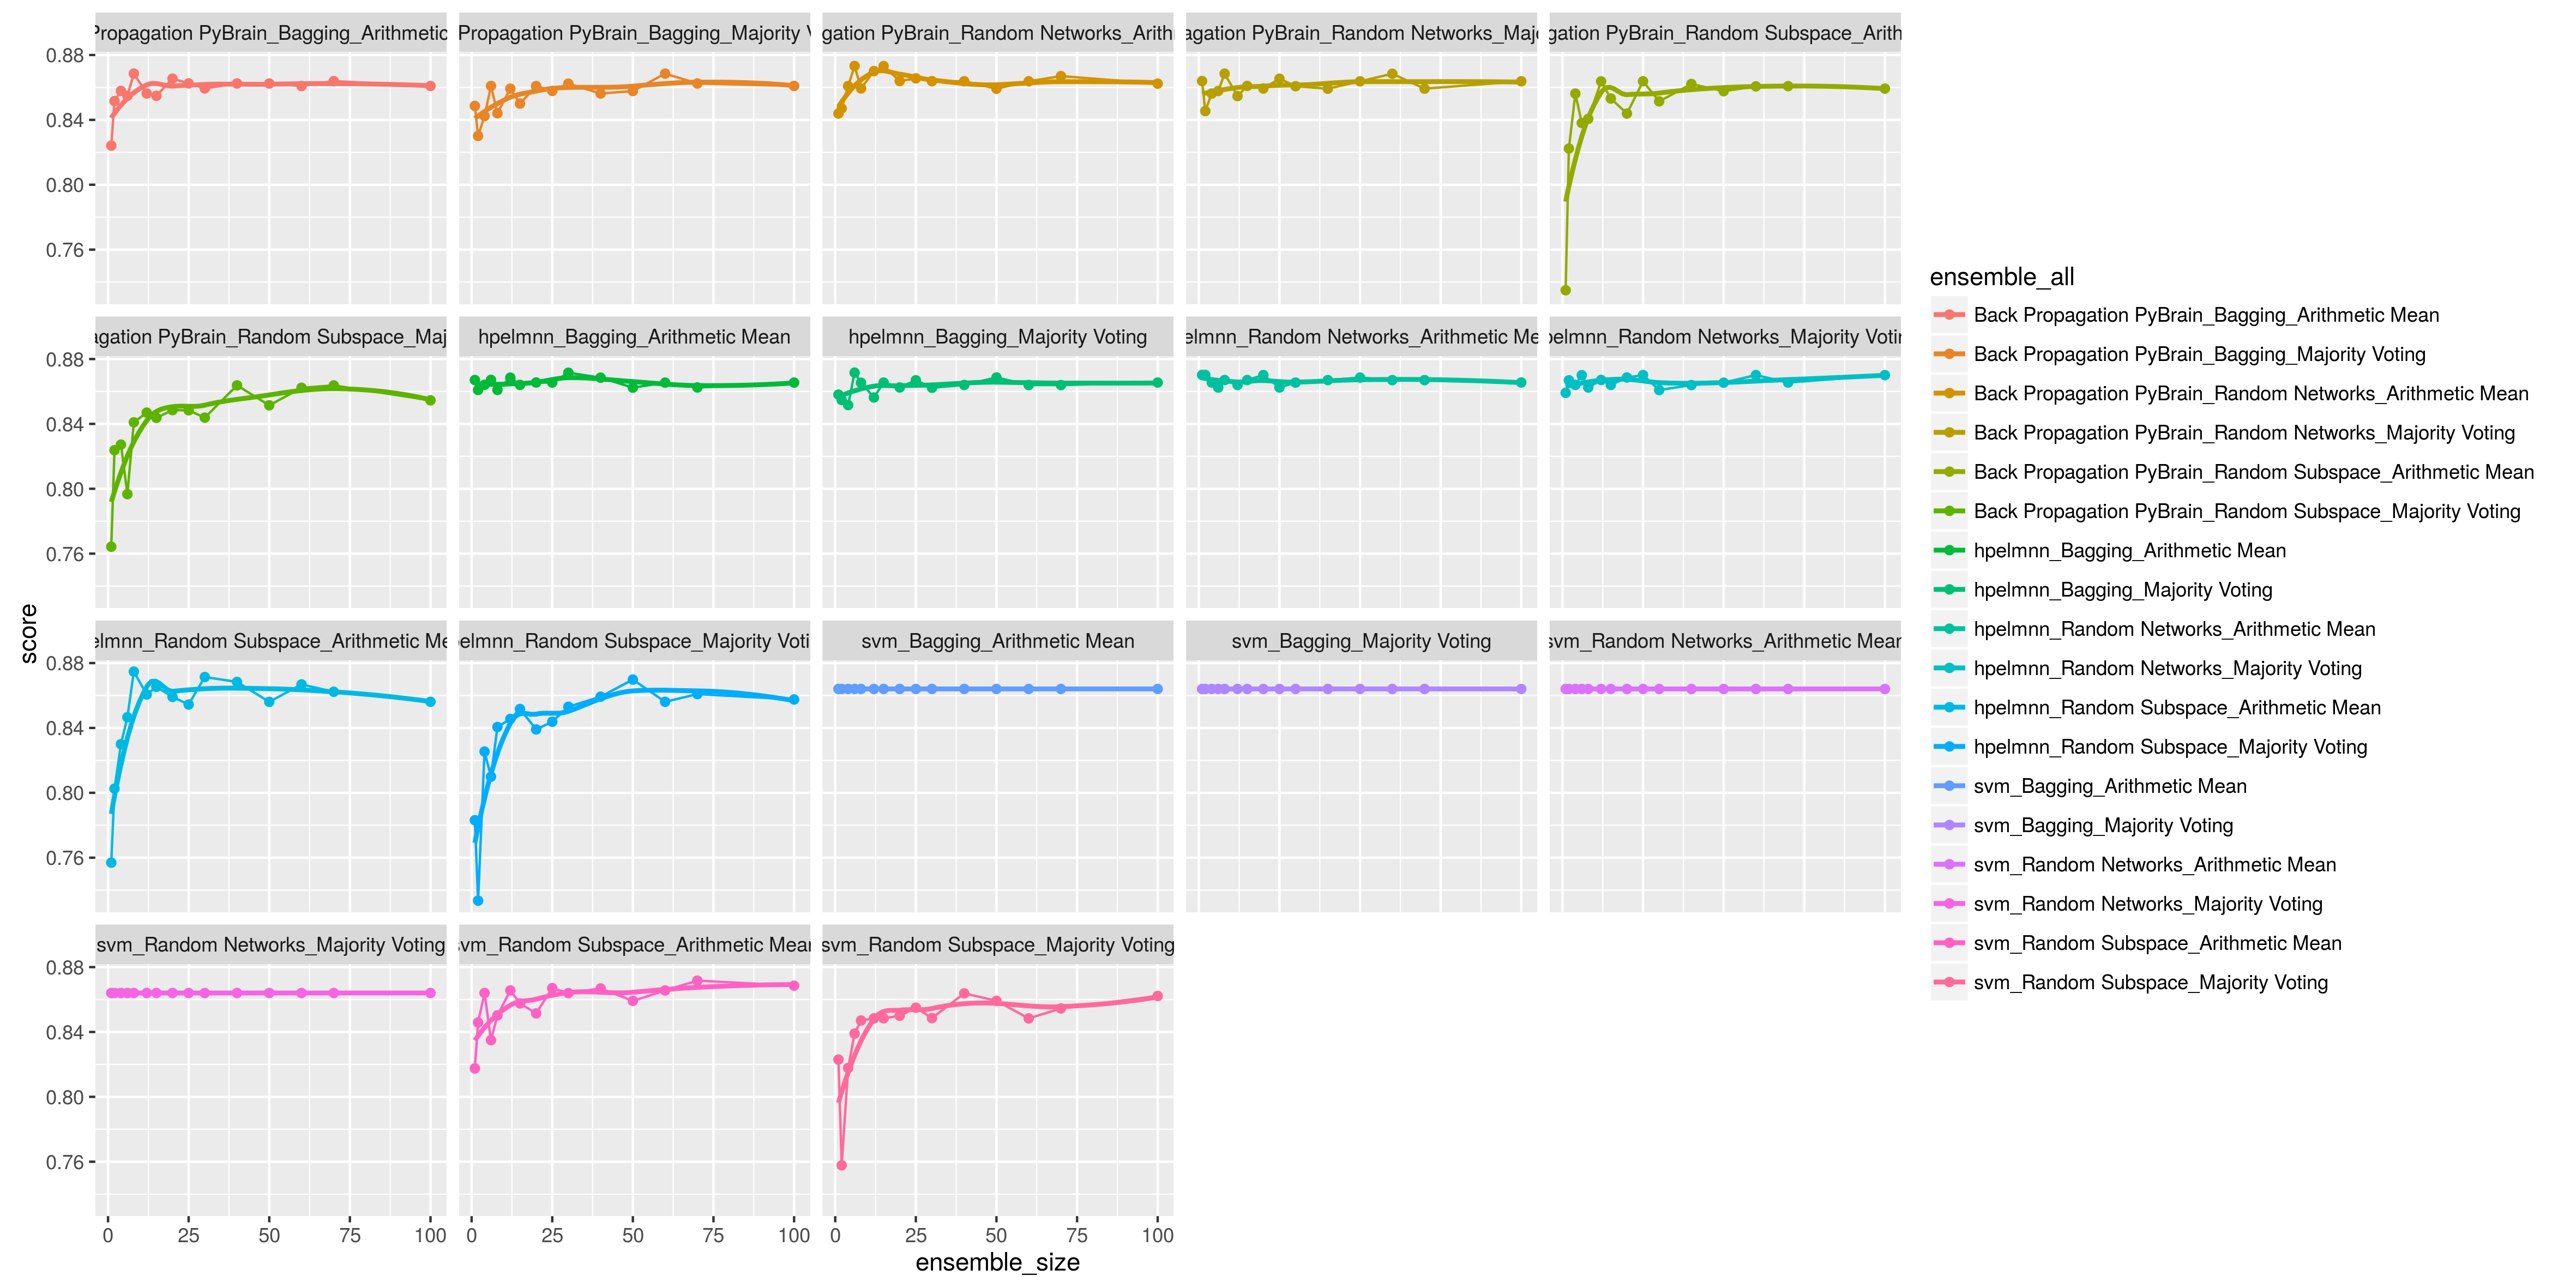 Propagation PyBrain_Bagging_Arithmetic
Propagation PyBrain_Bagging_Majority V
gation PyBrain_Random Networks_Arith
agation PyBrain_Random Networks_Majo
gation PyBrain_Random Subspace_Arith
0.88
0.84
0.80
0.76
agation PyBrain_Random Subspace_Maj
hpelmnn_Bagging_Arithmetic Mean
hpelmnn_Bagging_Majority Voting
elmnn_Random Networks_Arithmetic Me
pelmnn_Random Networks_Majority Votin
0.88
0.84
0.80
0.76
elmnn_Random Subspace_Arithmetic Me
pelmnn_Random Subspace_Majority Voti
svm_Bagging_Arithmetic Mean
svm_Bagging_Majority Voting
svm_Random Networks_Arithmetic Mean
0.88
0.84
0.80
0.76
svm_Random Networks_Majority Voting
svm_Random Subspace_Arithmetic Mean
svm_Random Subspace_Majority Voting
0.88
0.84
0.80
0.76
0 25 50 75 100
0 25 50 75 100
0 25 50 75 100
ensemble_size
score
ensemble_all
Back Propagation PyBrain_Bagging_Arithmetic Mean
Back Propagation PyBrain_Bagging_Majority Voting
Back Propagation PyBrain_Random Networks_Arithmetic Mean
Back Propagation PyBrain_Random Networks_Majority Voting
Back Propagation PyBrain_Random Subspace_Arithmetic Mean
Back Propagation PyBrain_Random Subspace_Majority Voting
hpelmnn_Bagging_Arithmetic Mean
hpelmnn_Bagging_Majority Voting
hpelmnn_Random Networks_Arithmetic Mean
hpelmnn_Random Networks_Majority Voting
hpelmnn_Random Subspace_Arithmetic Mean
hpelmnn_Random Subspace_Majority Voting
svm_Bagging_Arithmetic Mean
svm_Bagging_Majority Voting
svm_Random Networks_Arithmetic Mean
svm_Random Networks_Majority Voting
svm_Random Subspace_Arithmetic Mean
svm_Random Subspace_Majority Voting